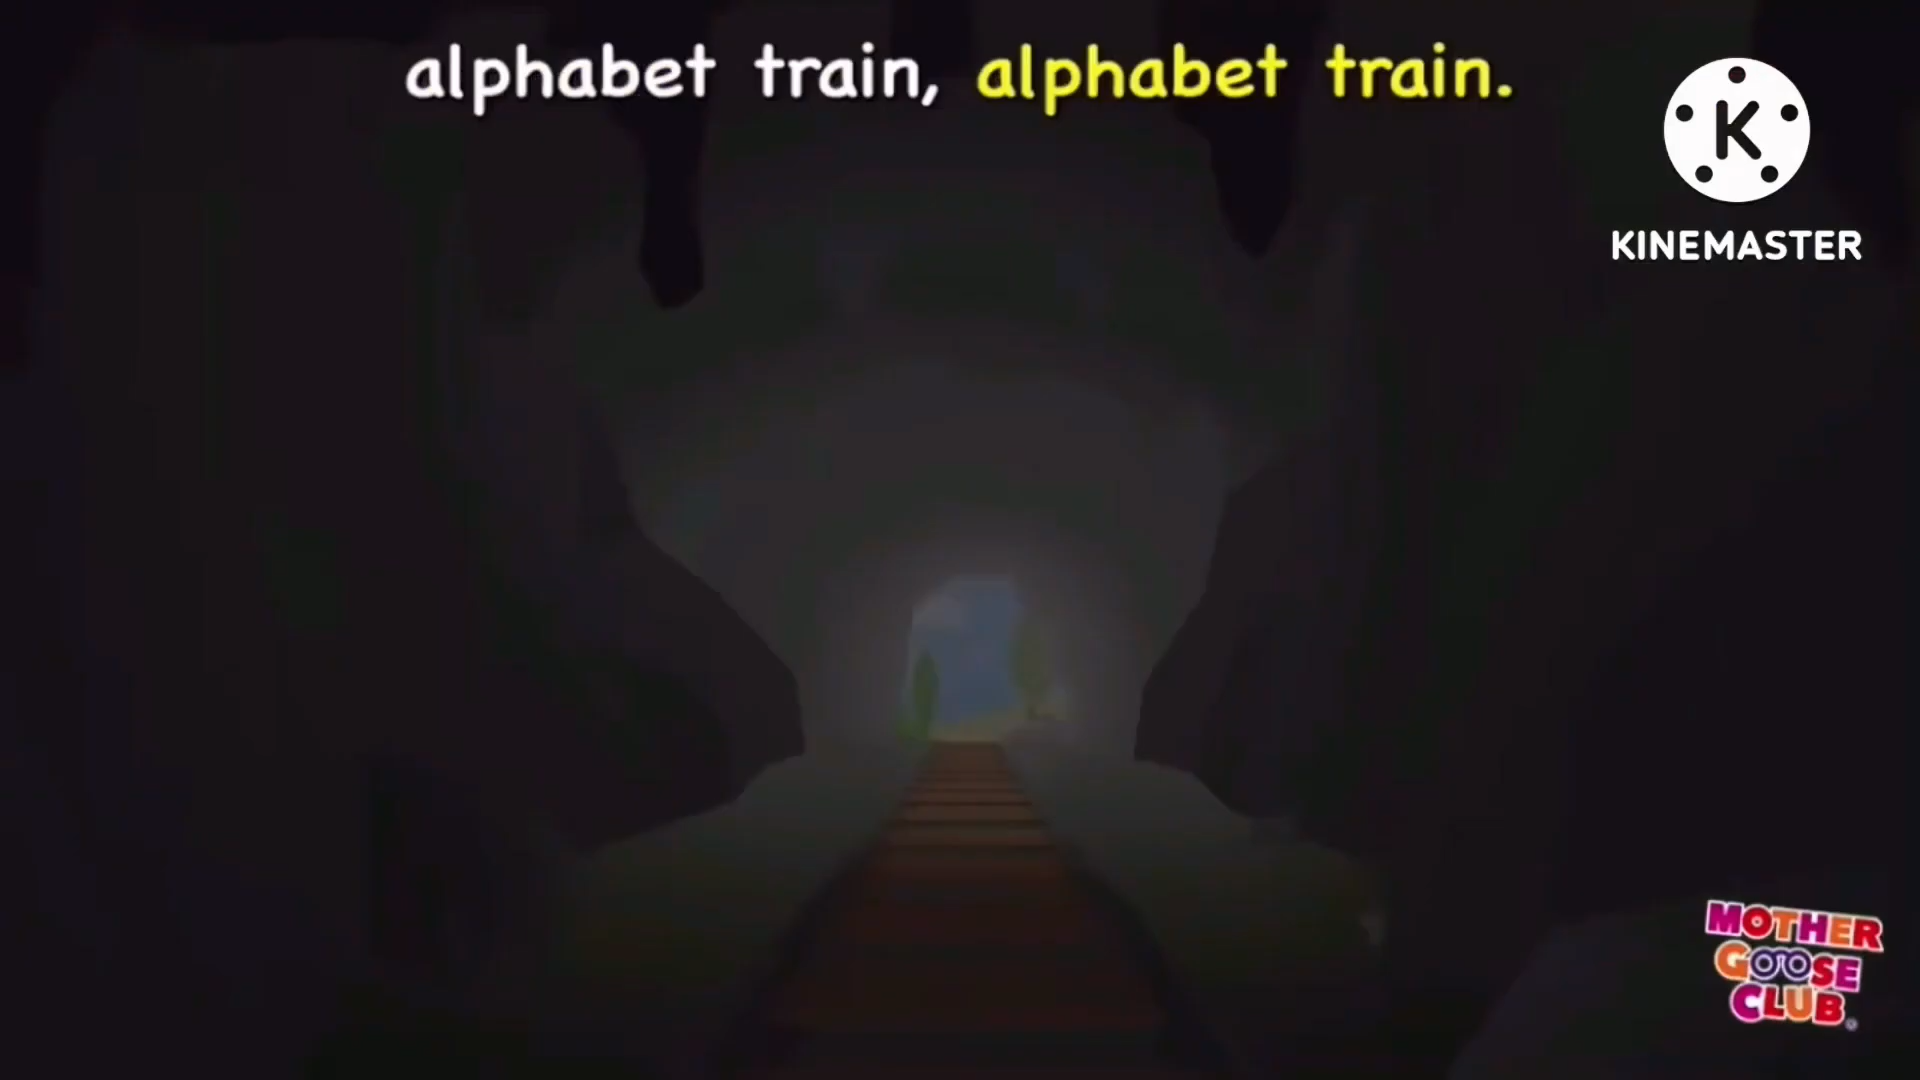 alphabet train, alphabet train.
K
KINEMASTER
MOTHER
GOOSE
CLUB